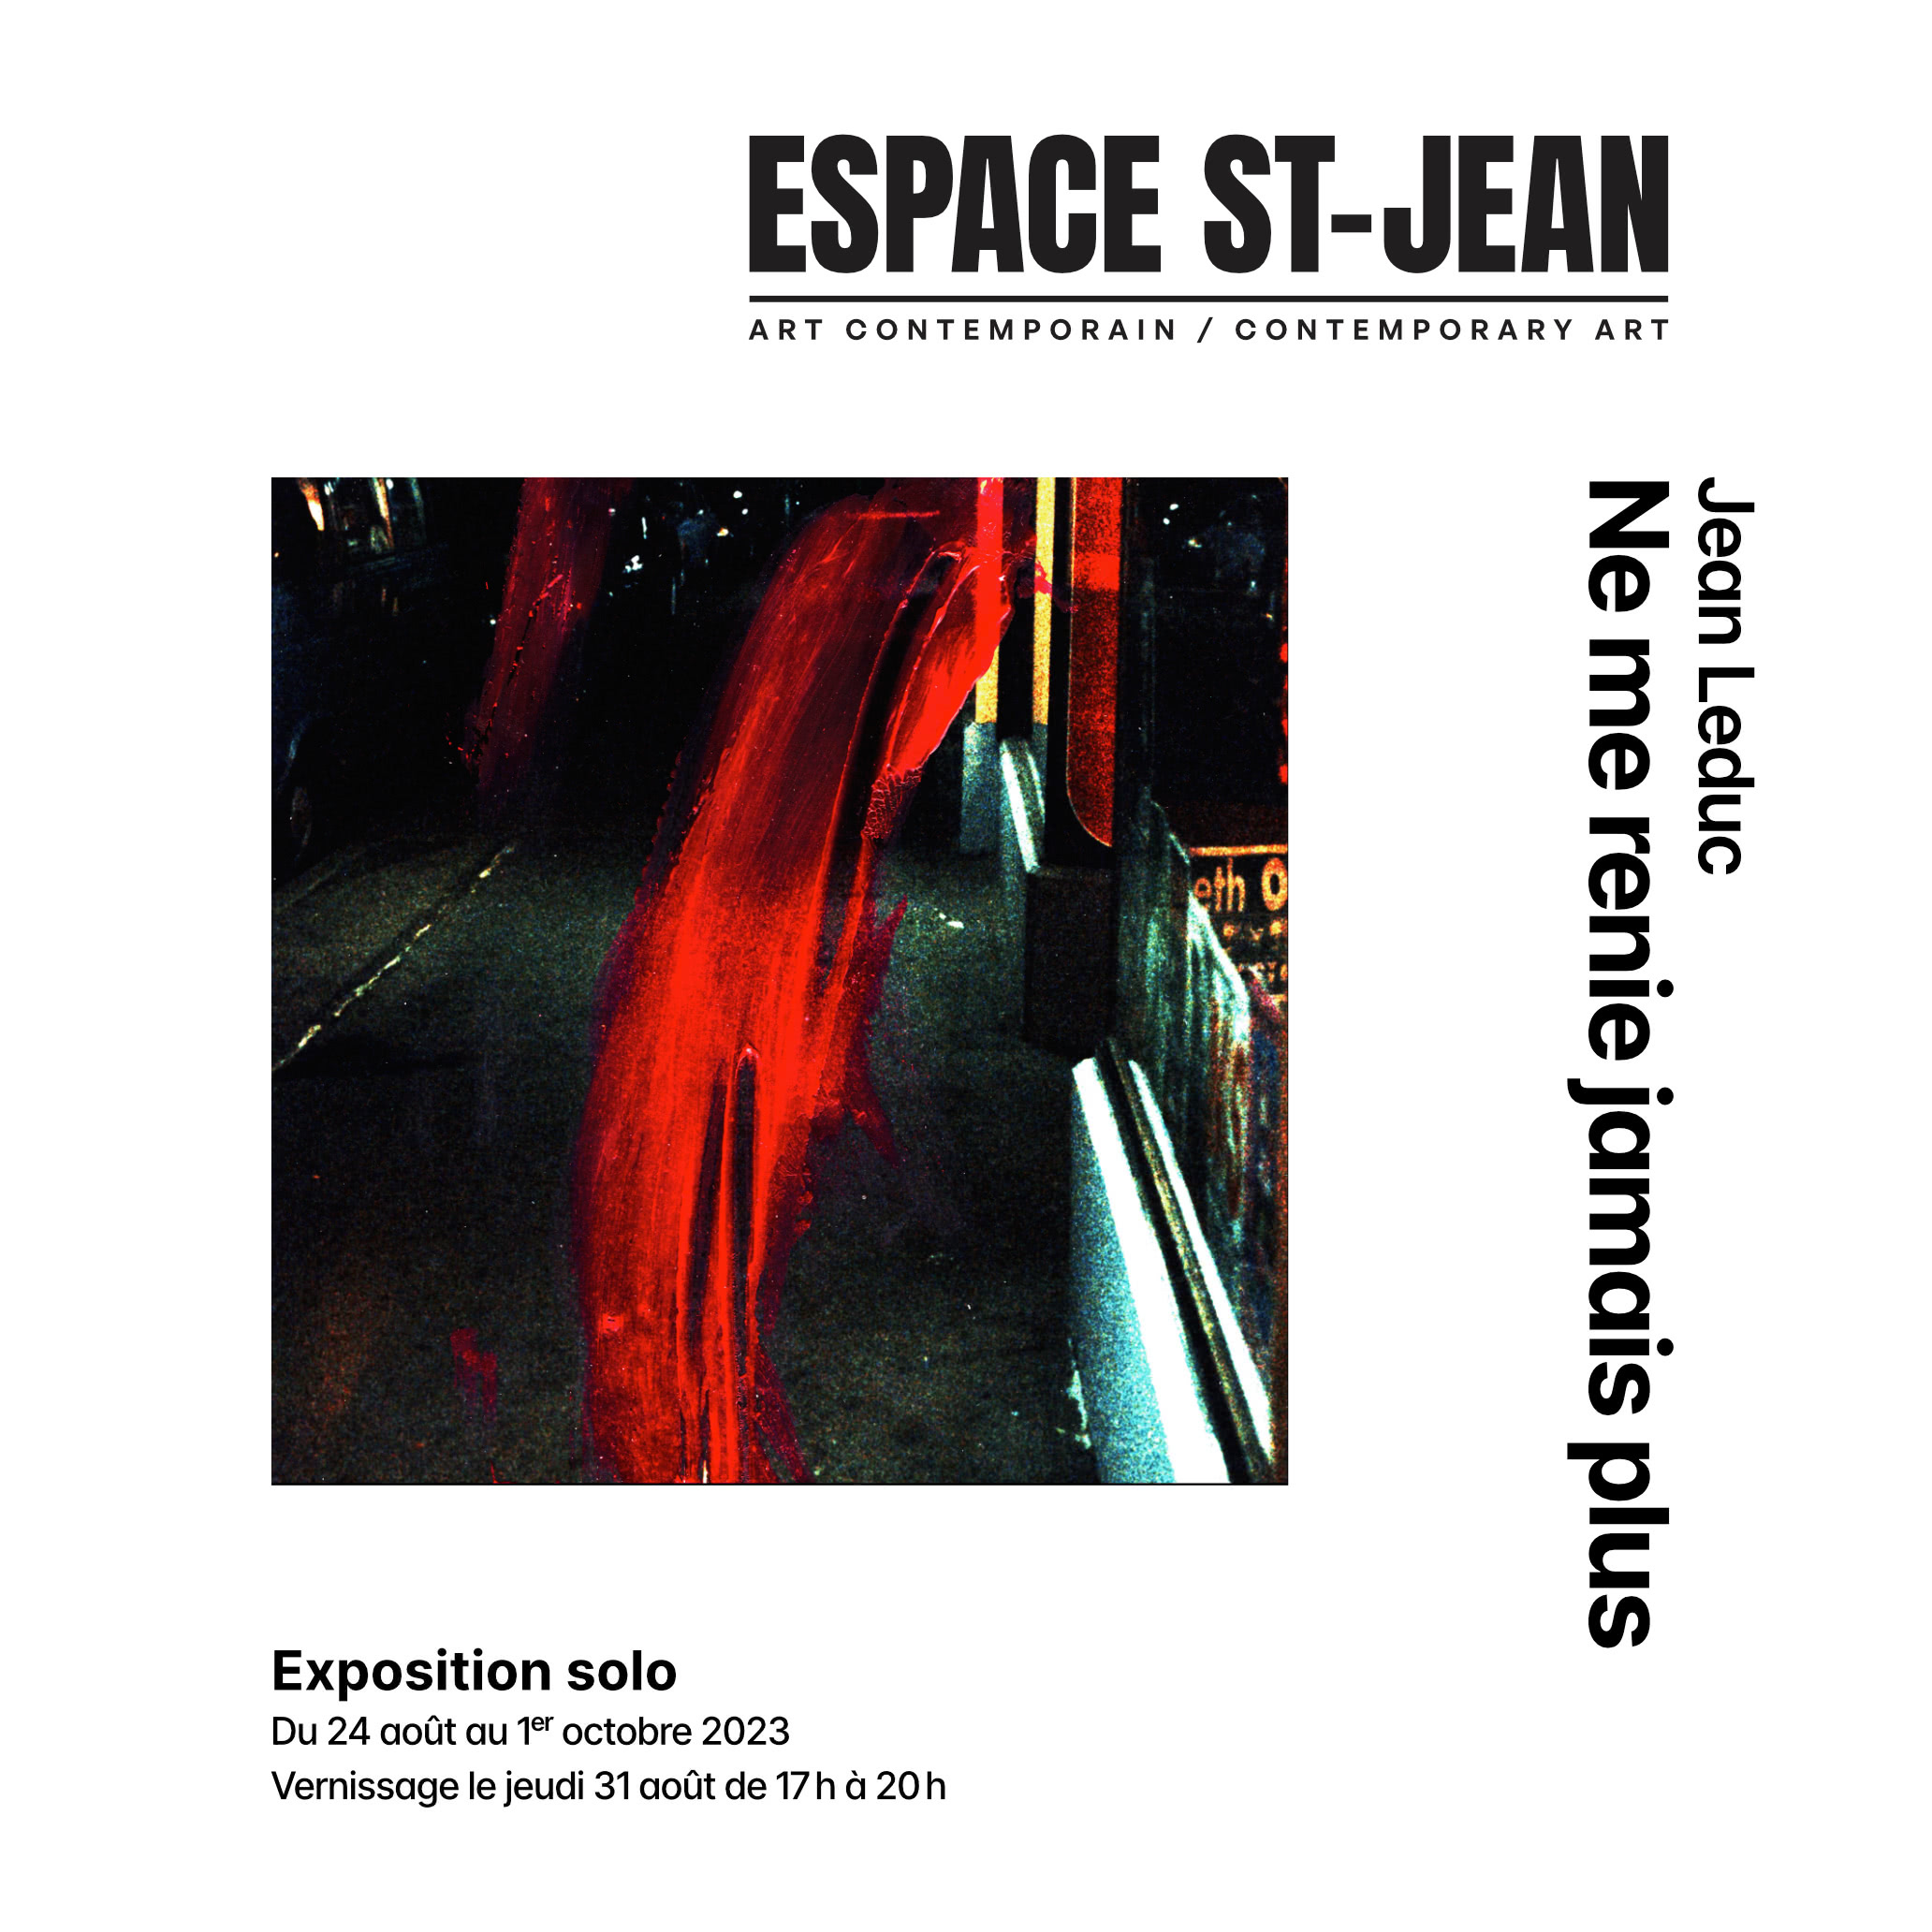 ESPACE ST-JEAN
ART CONTEMPORAIN / CONTEMPORARY ART
Jean Leduc
Ne me renie jamais plus
eth O
Exposition solo
Du 24 août au 1er octobre 2023
Vernissage le jeudi 31 août de 17 h à 20 h